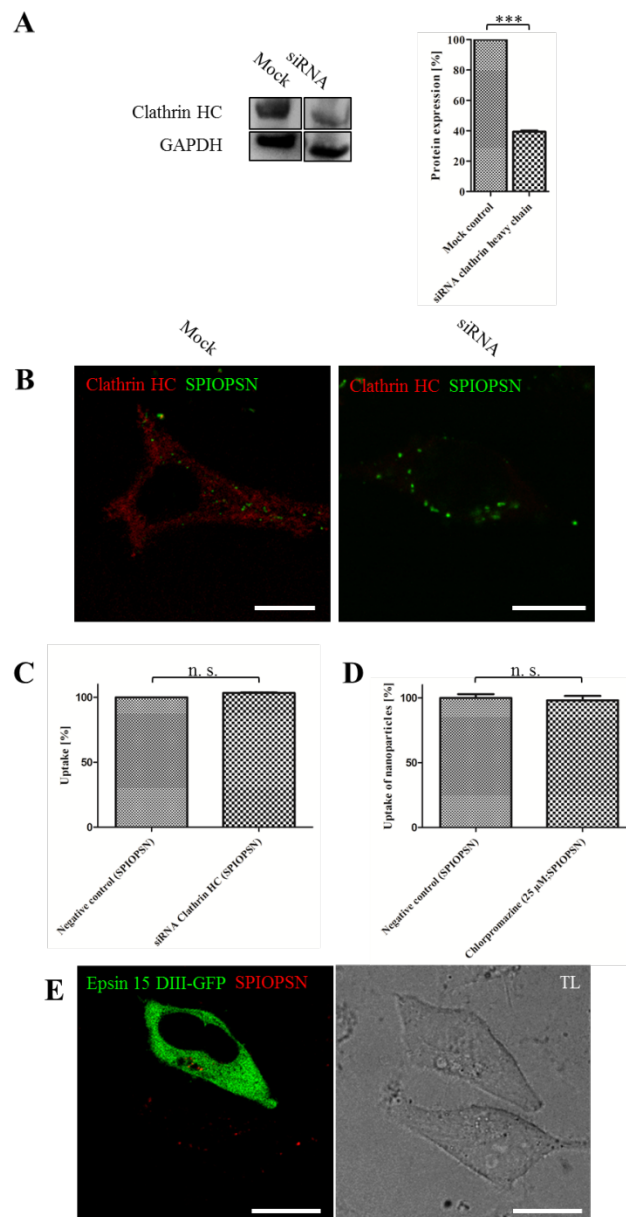 A
Mock
siRNA
Clathrin HC
GAPDH
***
Protein expression [%]
100
80
60
40
20
0
Mock control
siRNA clathrin heavy chain
Mock
siRNA
B
Clathrin HC SPIOPSN
Clathrin HC SPIOPSN
C
n. s.
Uptake [%]
100
50
0
Negative control (SPIOPSN)
siRNA Clathrin HC (SPIOPSN)
D
n. s.
Uptake of nanoparticles [%]
100
50
0
Negative control (SPIOPSN)
Chlorpromazine (25 µM:SPIOPSN)
E
Epsin 15 DIII-GFP SPIOPSN
TL